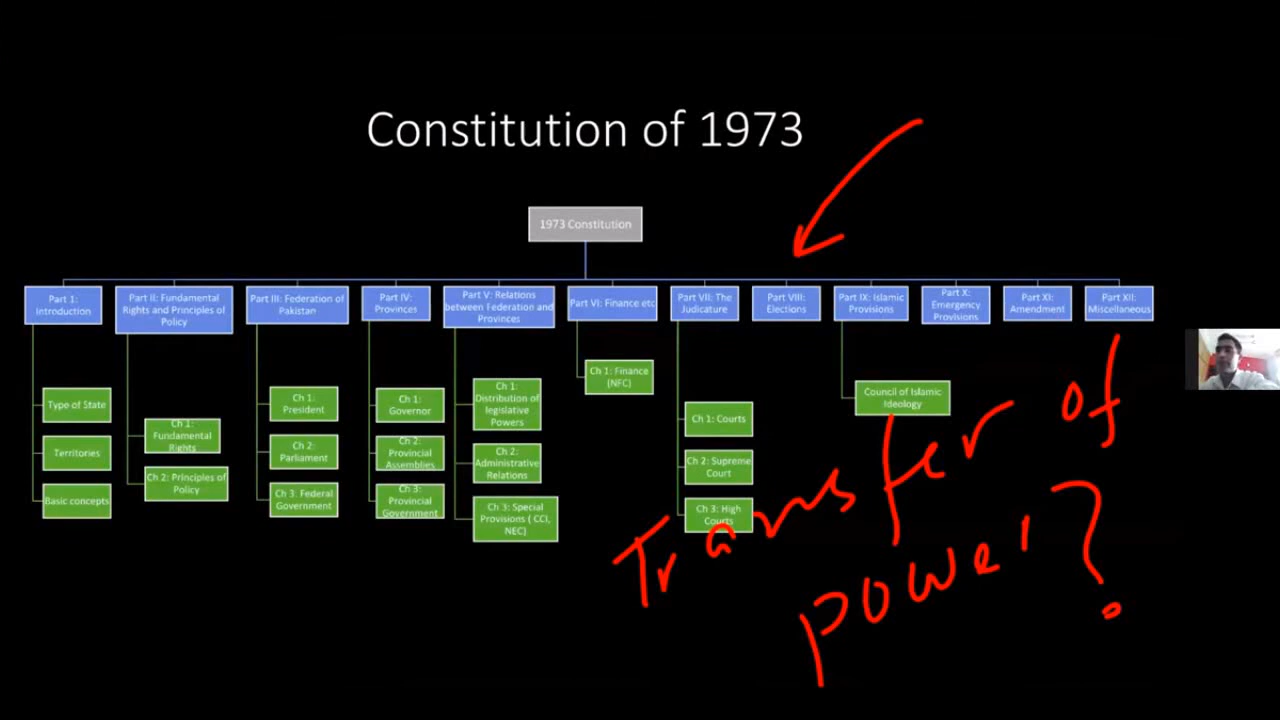 Constitution of 1973
1973 Constitution
Part 1:
Introduction
Part II: Fundamental
Rights and Principles of
Policy
Part III: Federation of
Pakistan
Part IV:
Provinces
Part V: Relations
between Federation and
Provinces
Part VI: Finance etc
Part VII: The
Judicature
Part VIII:
Elections
Part IX: Islamic
Provisions
Part X:
Emergency
Provisions
Part XI:
Amendment
Part XII:
Miscellaneous
Type of State
Territories
Basic concepts
Ch 1:
Fundamental
Rights
Ch 2: Principles of
Policy
Ch 1:
President
Ch 2:
Parliament
Ch 3: Federal
Government
Ch 1:
Governor
Ch 2:
Provincial
Assemblies
Ch 3:
Provincial
Government
Ch 1:
Distribution of
legislative
Powers
Ch 2:
Administrative
Relations
Ch 3: Special
Provisions ( CCI,
NEC)
Ch 1: Finance
(NFC)
Ch 1: Courts
Ch 2: Supreme
Court
Ch 3: High
Courts
Council of Islamic
Ideology
Transfer of
power?